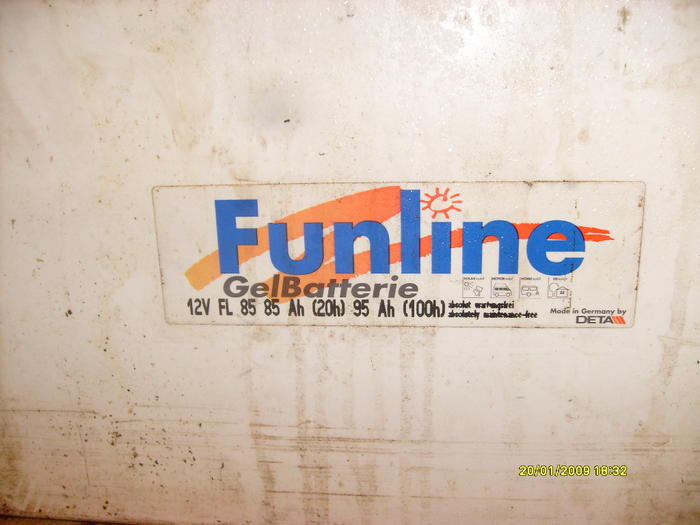 Funline
GelBatterie
12V FL 85 85 Ah (20h) 95 Ah (100h)
absolut wartungsfrei
absolutely maintenance-free
Made in Germany by
DETA
20/01/2009 18:32